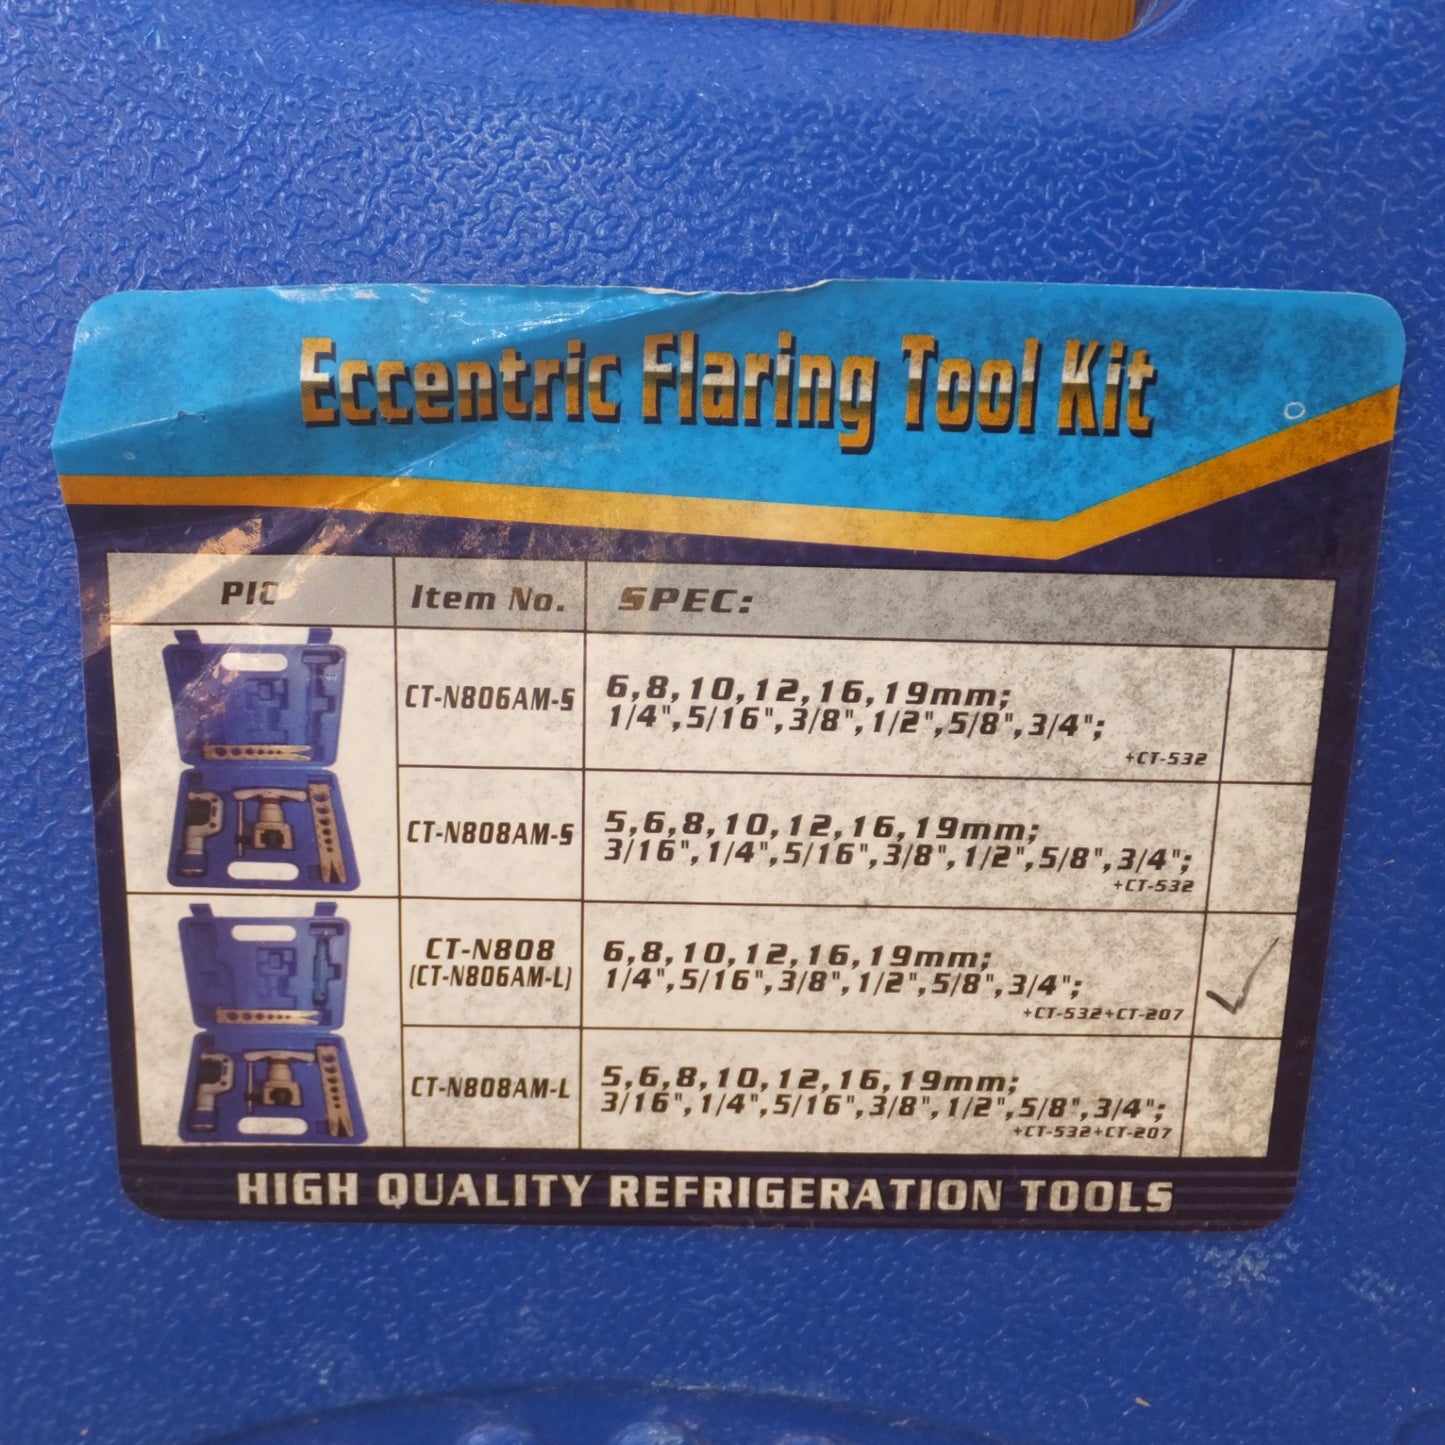 Eccentric Flaring Tool Kit
PIC Item No. SPEC:
CT-N806AM-S 6,8,10,12,16,19mm;
1/4",5/16",3/8",1/2",5/8",3/4";
+CT-532
CT-N808AM-S 5,6,8,10,12,16,19mm;
3/16",1/4",5/16",3/8",1/2",5/8",3/4";
+CT-532
CT-N808 6,8,10,12,16,19mm;
(CT-N806AM-L) 1/4",5/16",3/8",1/2",5/8",3/4";
+CT-532+CT-207
CT-N808AM-L 5,6,8,10,12,16,19mm;
3/16",1/4",5/16",3/8",1/2",5/8",3/4";
+CT-532+CT-207
HIGH QUALITY REFRIGERATION TOOLS